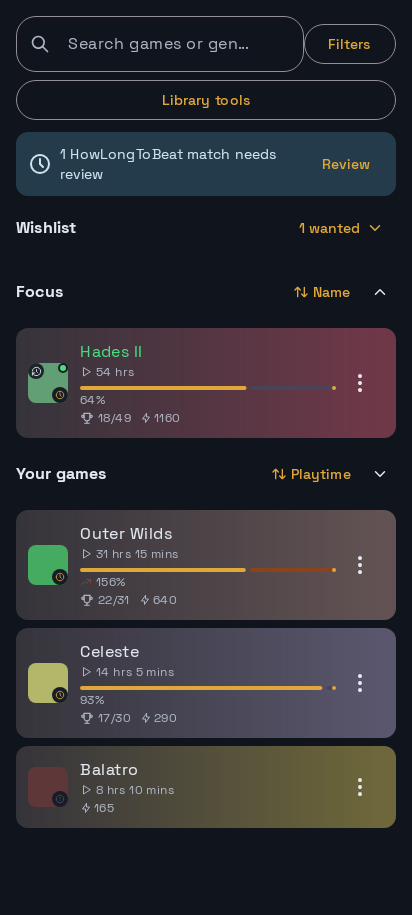 Search games or gen...
Filters
Library tools
1 HowLongToBeat match needs
review
Review
Wishlist
1 wanted
Focus
Name
Hades II
54 hrs
64%
18/49 1160
Your games
Playtime
Outer Wilds
31 hrs 15 mins
156%
22/31 640
Celeste
14 hrs 5 mins
93%
17/30 290
Balatro
8 hrs 10 mins
165